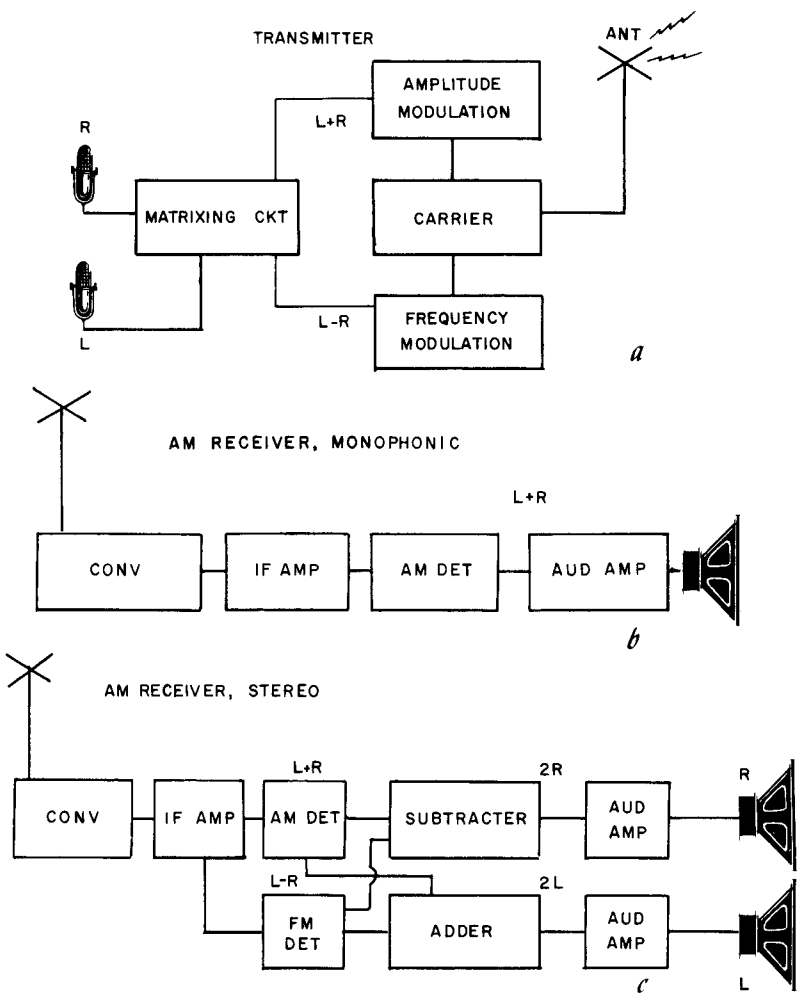 TRANSMITTER
ANT
AMPLITUDE
MODULATION
R
L+R
MATRIXING CKT
CARRIER
L
L-R
FREQUENCY
MODULATION
a
AM RECEIVER, MONOPHONIC
L+R
CONV
IF AMP
AM DET
AUD AMP
b
AM RECEIVER, STEREO
L+R
2R
R
CONV
IF AMP
AM DET
SUBTRACTER
AUD
AMP
L-R
2L
FM
DET
ADDER
AUD
AMP
c
L